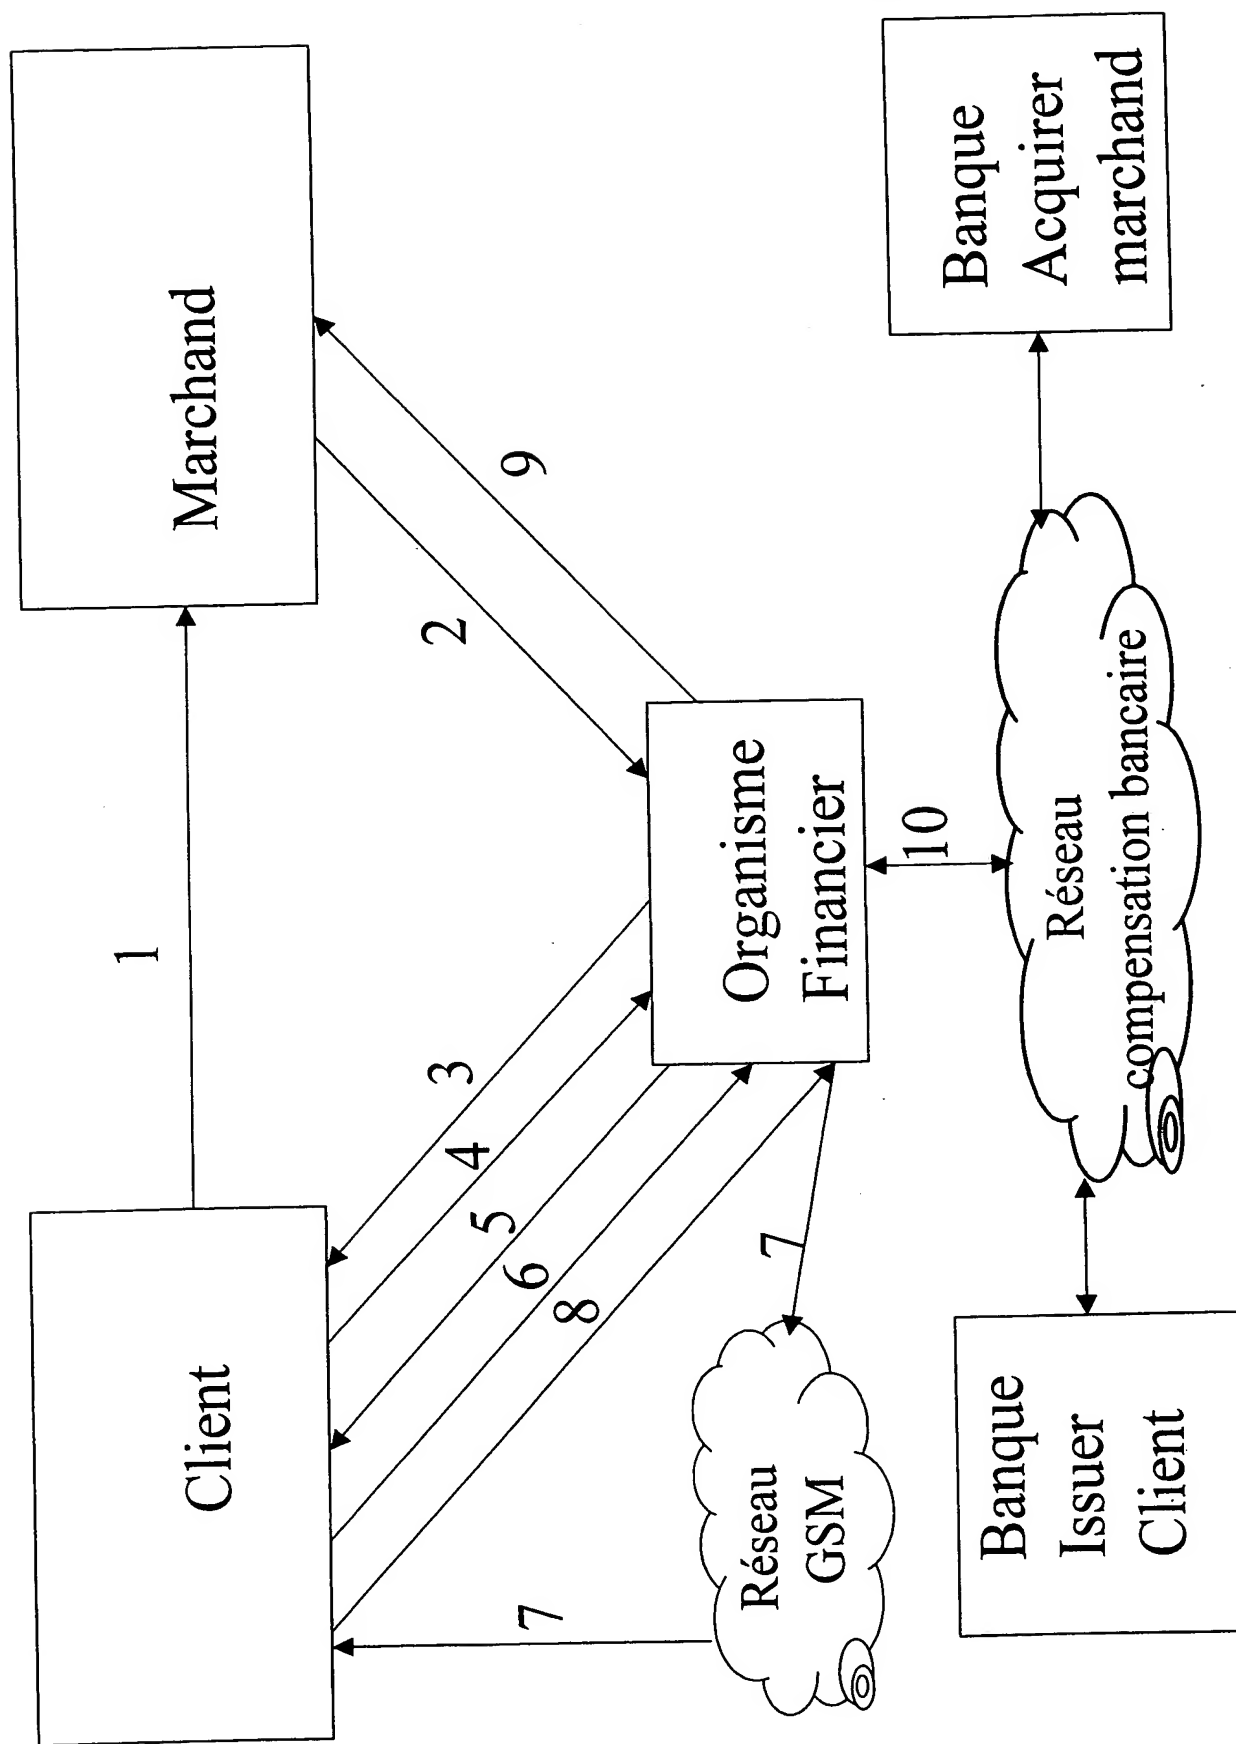 Client
1
Marchand
3
4
5
6
8
2
9
7
7
Organisme
Financier
Réseau
GSM
10
Réseau
compensation bancaire
Banque
Issuer
Client
Banque
Acquirer
marchand